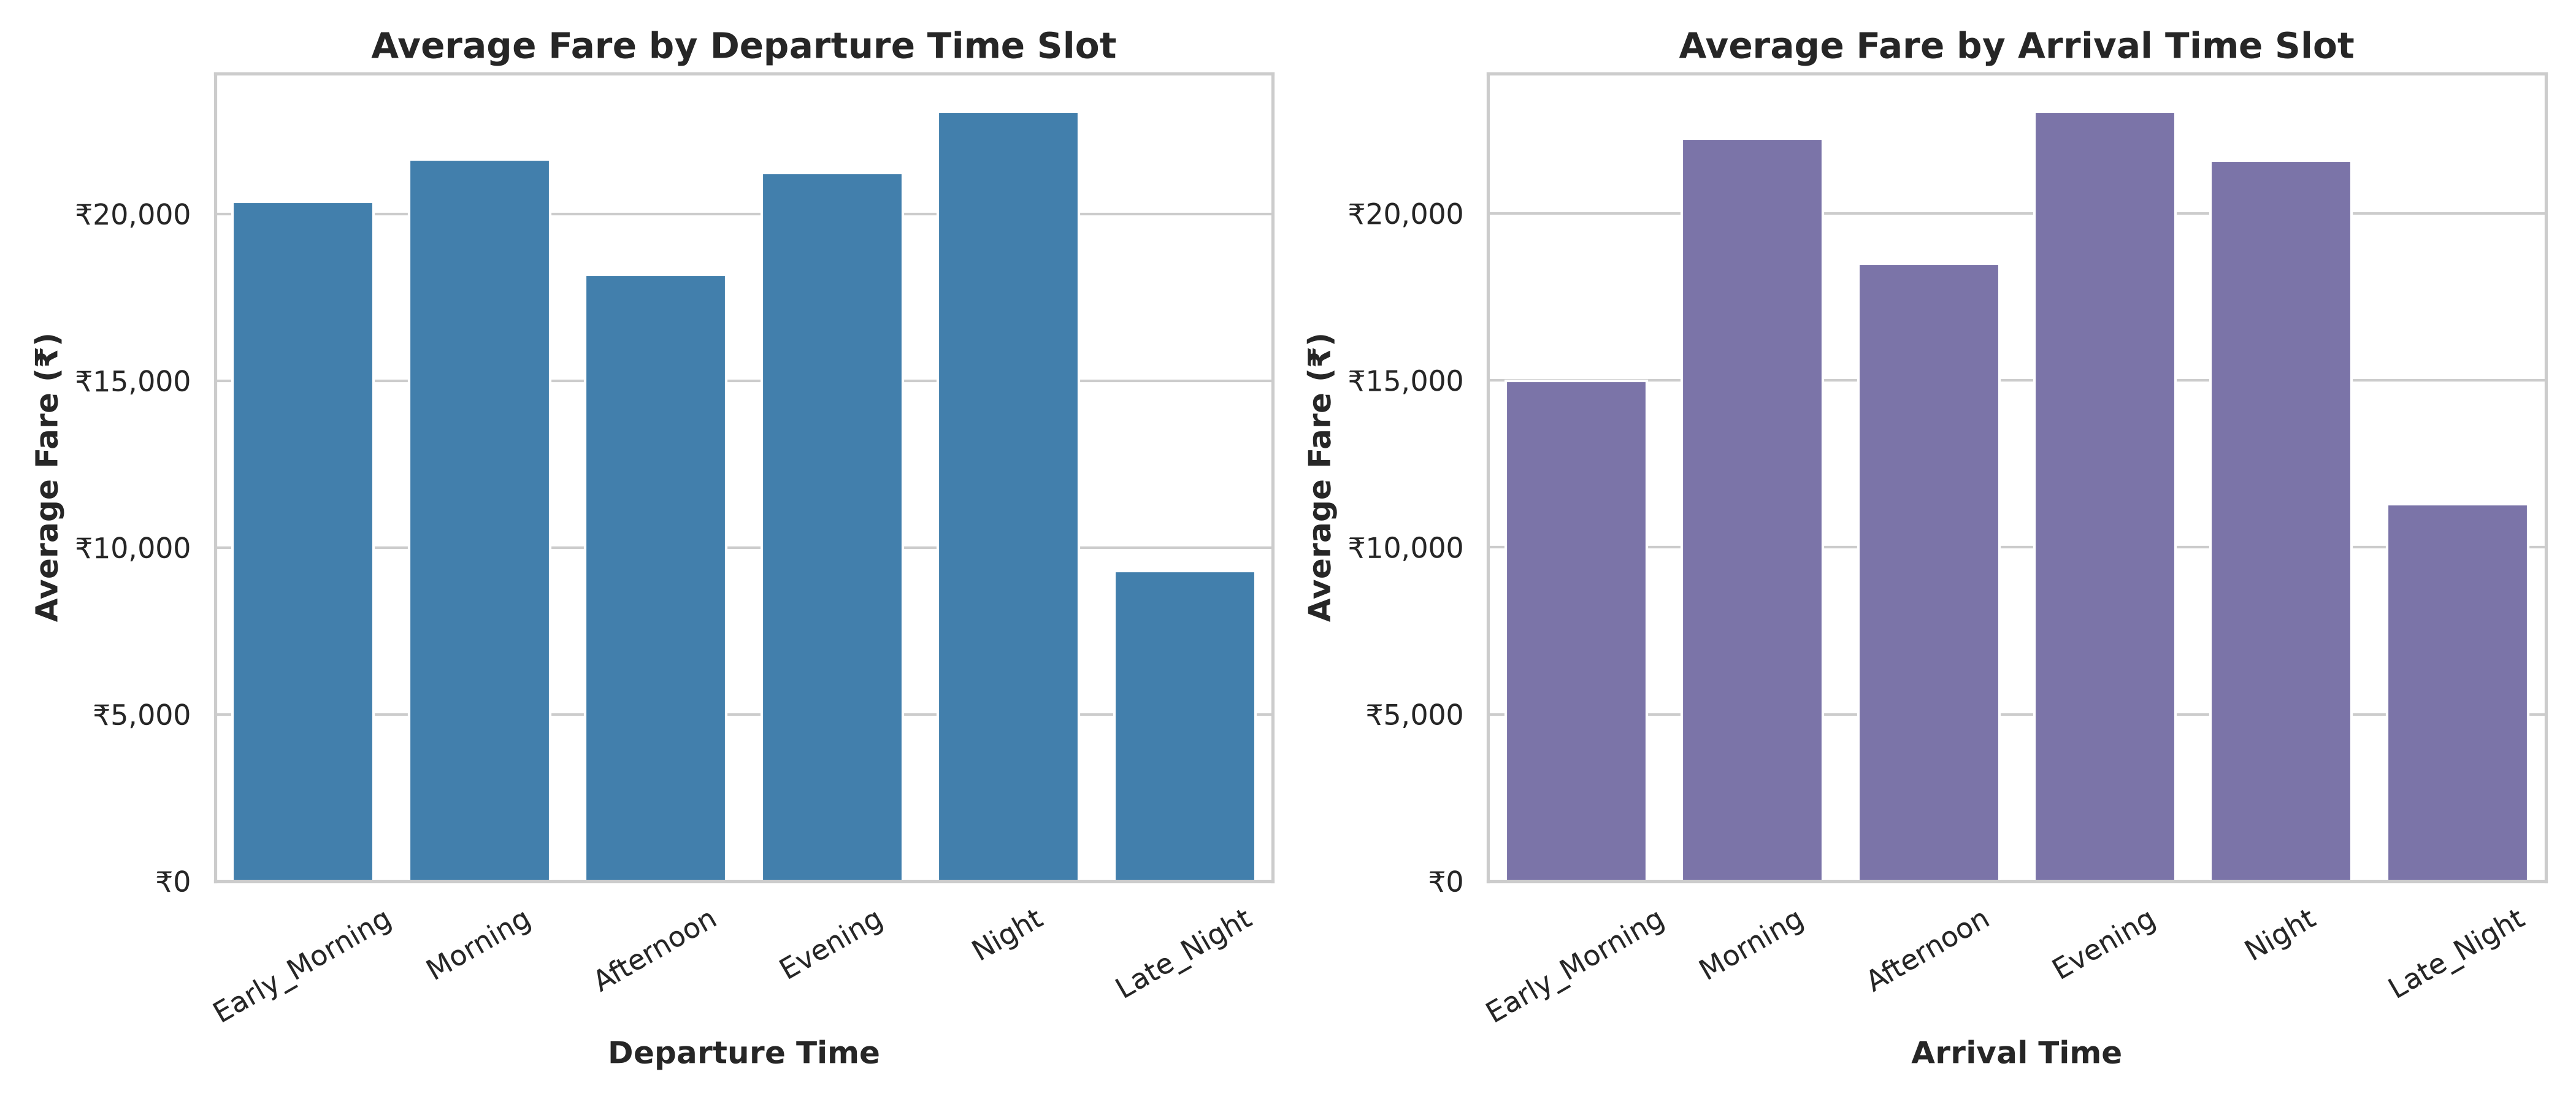 Average Fare by Departure Time Slot
Average Fare (₹)
₹20,000
₹15,000
₹10,000
₹5,000
₹0
Early_Morning
Morning
Afternoon
Evening
Night
Late_Night
Departure Time
Average Fare by Arrival Time Slot
Average Fare (₹)
₹20,000
₹15,000
₹10,000
₹5,000
₹0
Early_Morning
Morning
Afternoon
Evening
Night
Late_Night
Arrival Time